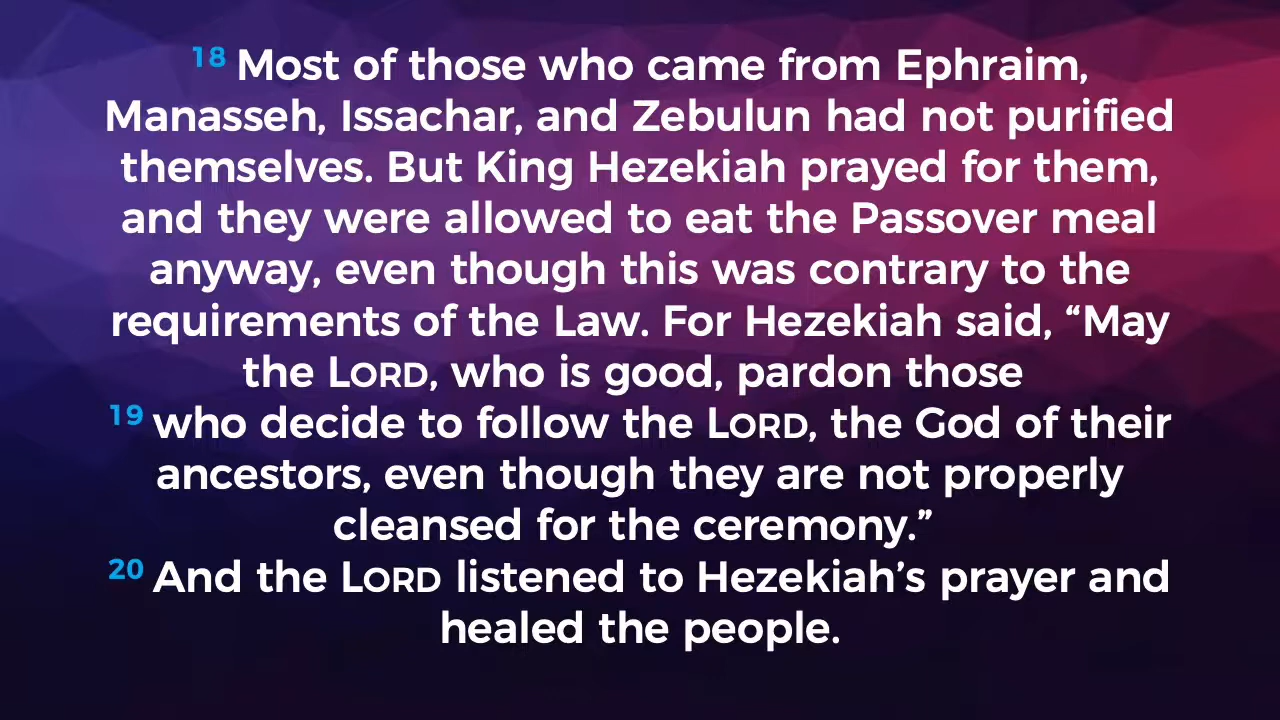 18 Most of those who came from Ephraim,
Manasseh, Issachar, and Zebulun had not purified
themselves. But King Hezekiah prayed for them,
and they were allowed to eat the Passover meal
anyway, even though this was contrary to the
requirements of the Law. For Hezekiah said, “May
the LORD, who is good, pardon those
19 who decide to follow the LORD, the God of their
ancestors, even though they are not properly
cleansed for the ceremony.”
20 And the LORD listened to Hezekiah’s prayer and
healed the people.